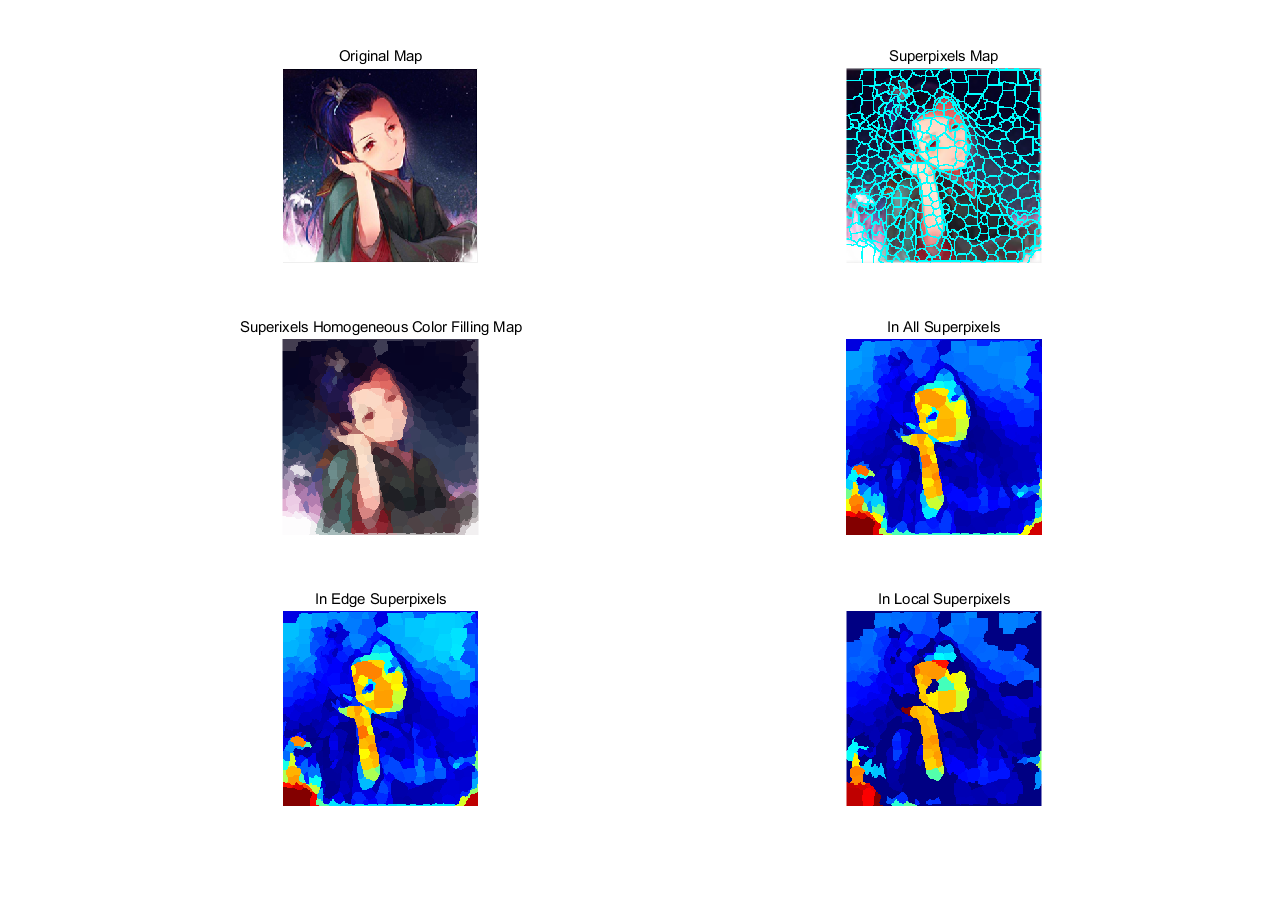 Original Map
Superpixels Map
Superixels Homogeneous Color Filling Map
In All Superpixels
In Edge Superpixels
In Local Superpixels